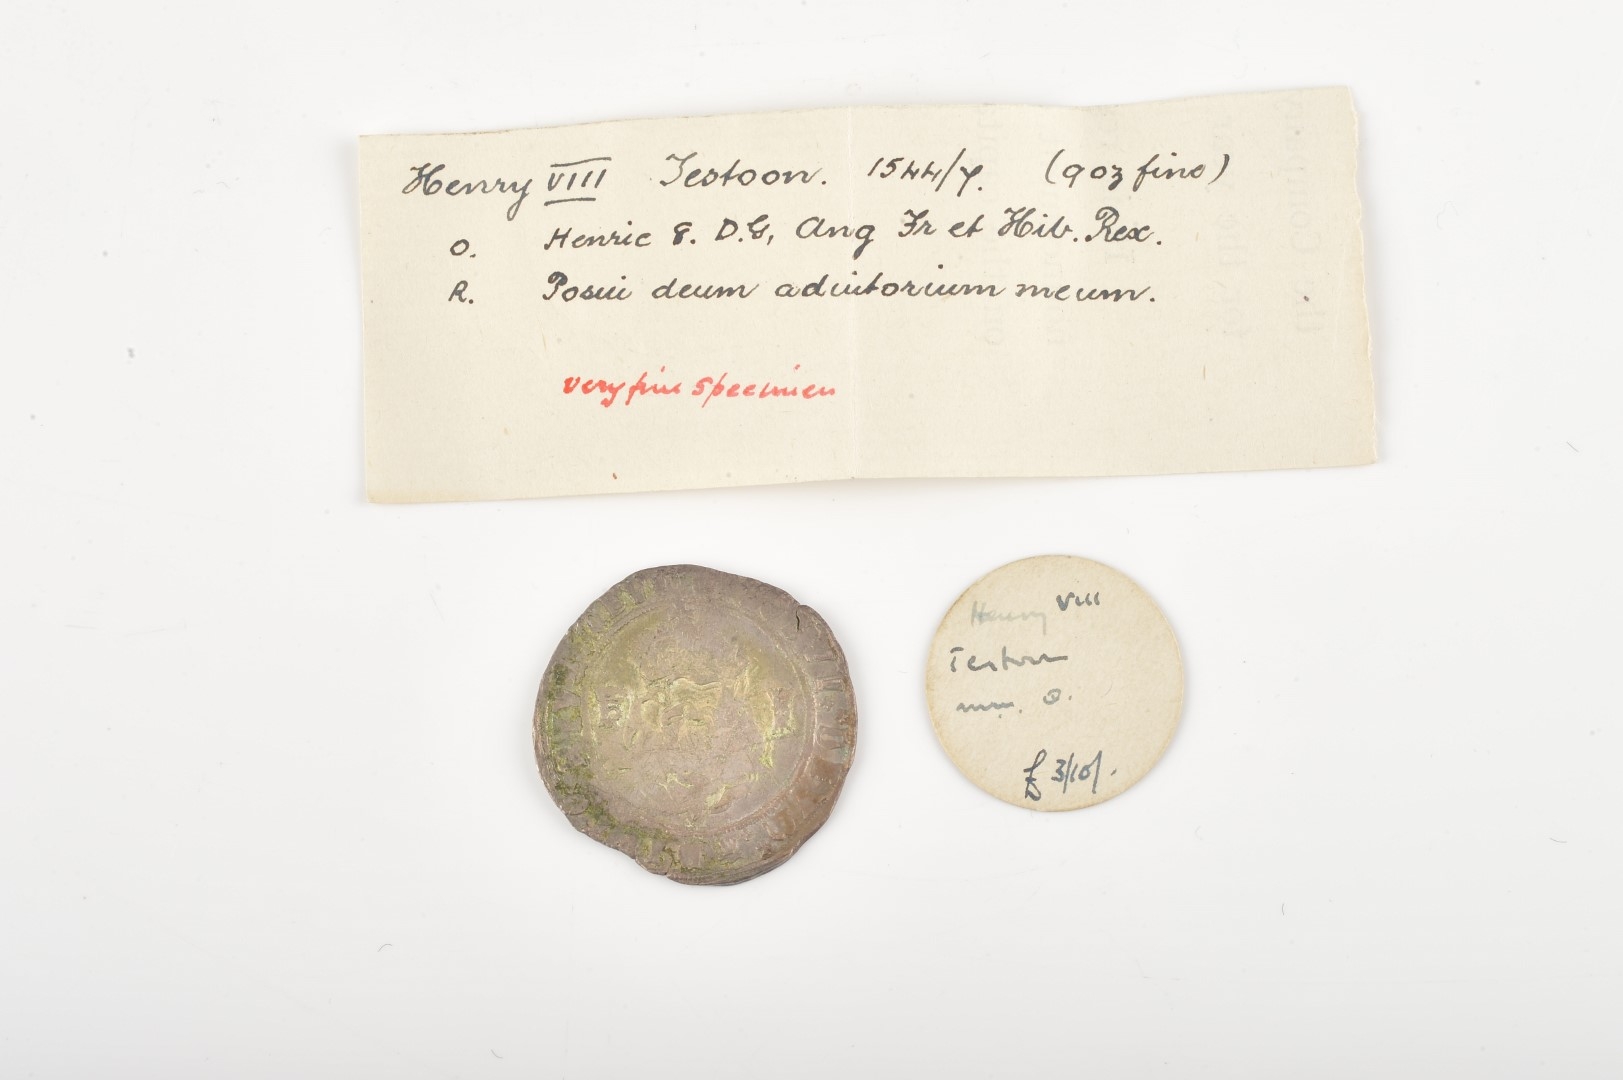 Henry VIII Testoon. 1544/7. (9oz fine)
O. Henric 8. D.G, Ang Fr et Hib. Rex.
R. Posui deum adiutorium meum.
very fine specimen
Henry VIII
Testoon
mm.
£3/10/.